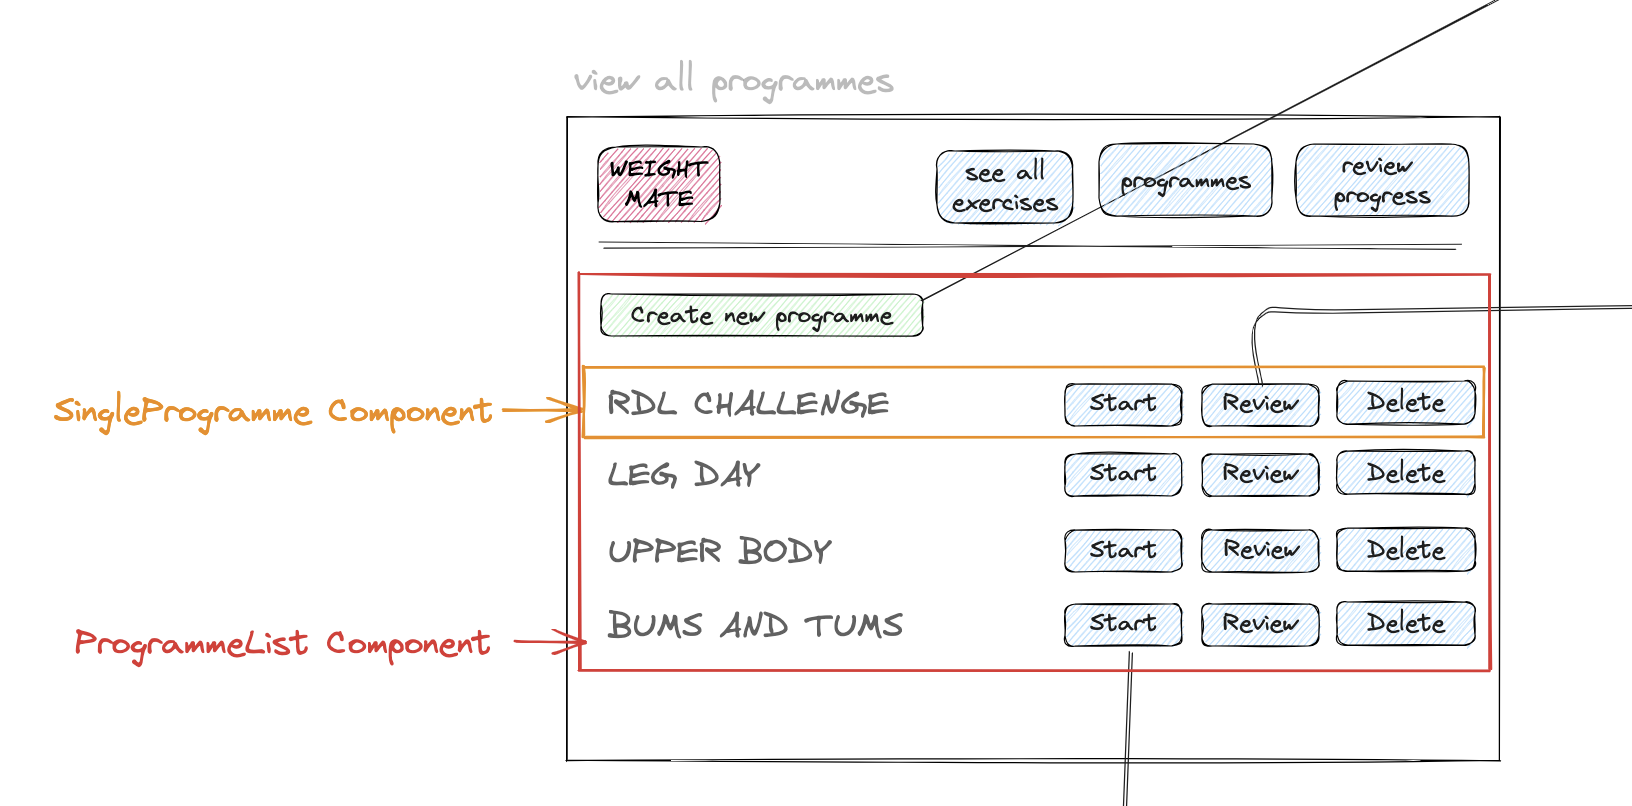 view all programmes
WEIGHT
MATE
see all
exercises
programmes
review
progress
Create new programme
SingleProgramme Component
RDL CHALLENGE
Start
Review
Delete
LEG DAY
Start
Review
Delete
UPPER BODY
Start
Review
Delete
ProgrammeList Component
BUMS AND TUMS
Start
Review
Delete